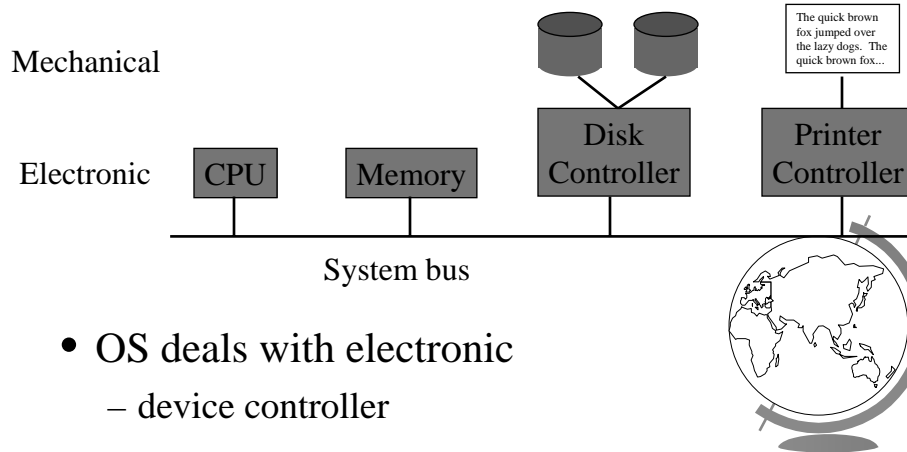 The quick brown
fox jumped over
the lazy dogs.  The
quick brown fox...
Mechanical
Disk
Controller
Printer
Controller
Electronic
CPU
Memory
System bus
• OS deals with electronic
– device controller